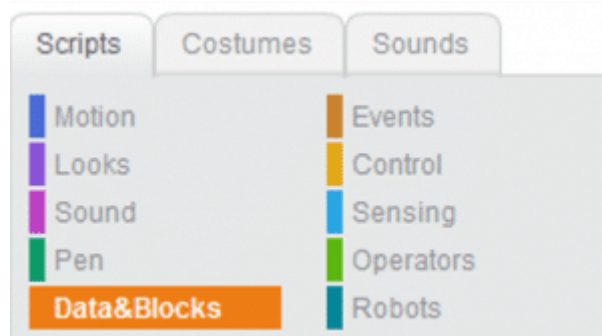 Scripts Costumes Sounds
Motion Events
Looks Control
Sound Sensing
Pen Operators
Data&Blocks Robots